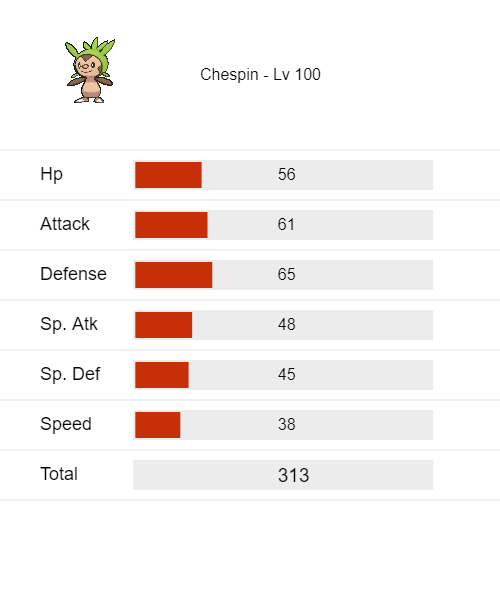 Chespin - Lv 100
Hp 56
Attack 61
Defense 65
Sp. Atk 48
Sp. Def 45
Speed 38
Total 313